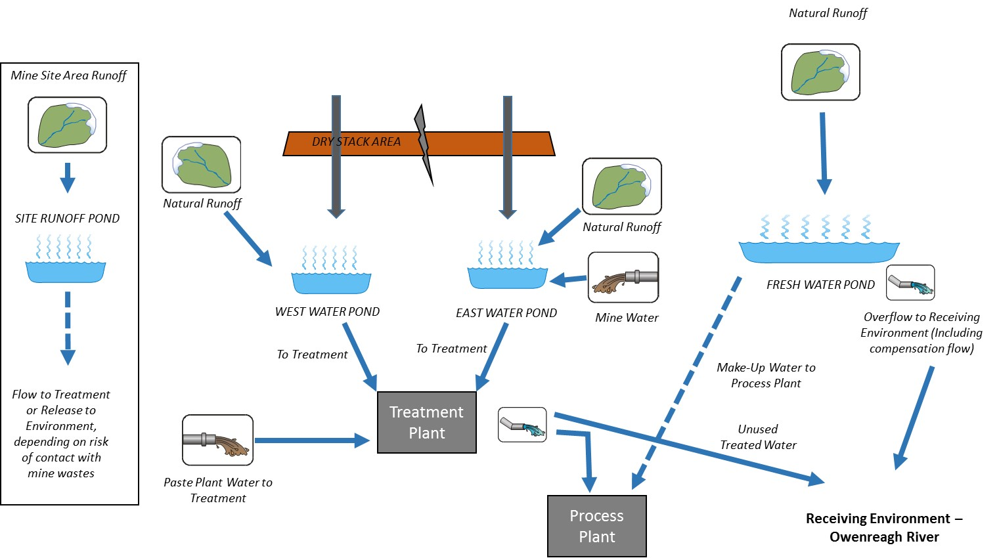 Natural Runoff
Mine Site Area Runoff
DRY STACK AREA
Natural Runoff
SITE RUNOFF POND
Natural Runoff
FRESH WATER POND
WEST WATER POND
EAST WATER POND
Mine Water
Overflow to Receiving
Environment (Including
compensation flow)
To Treatment
To Treatment
Make-Up Water to
Process Plant
Flow to Treatment
or Release to
Environment,
depending on risk
of contact with
mine wastes
Treatment
Plant
Unused
Treated Water
Paste Plant Water to
Treatment
Process
Plant
Receiving Environment –
Owenreagh River